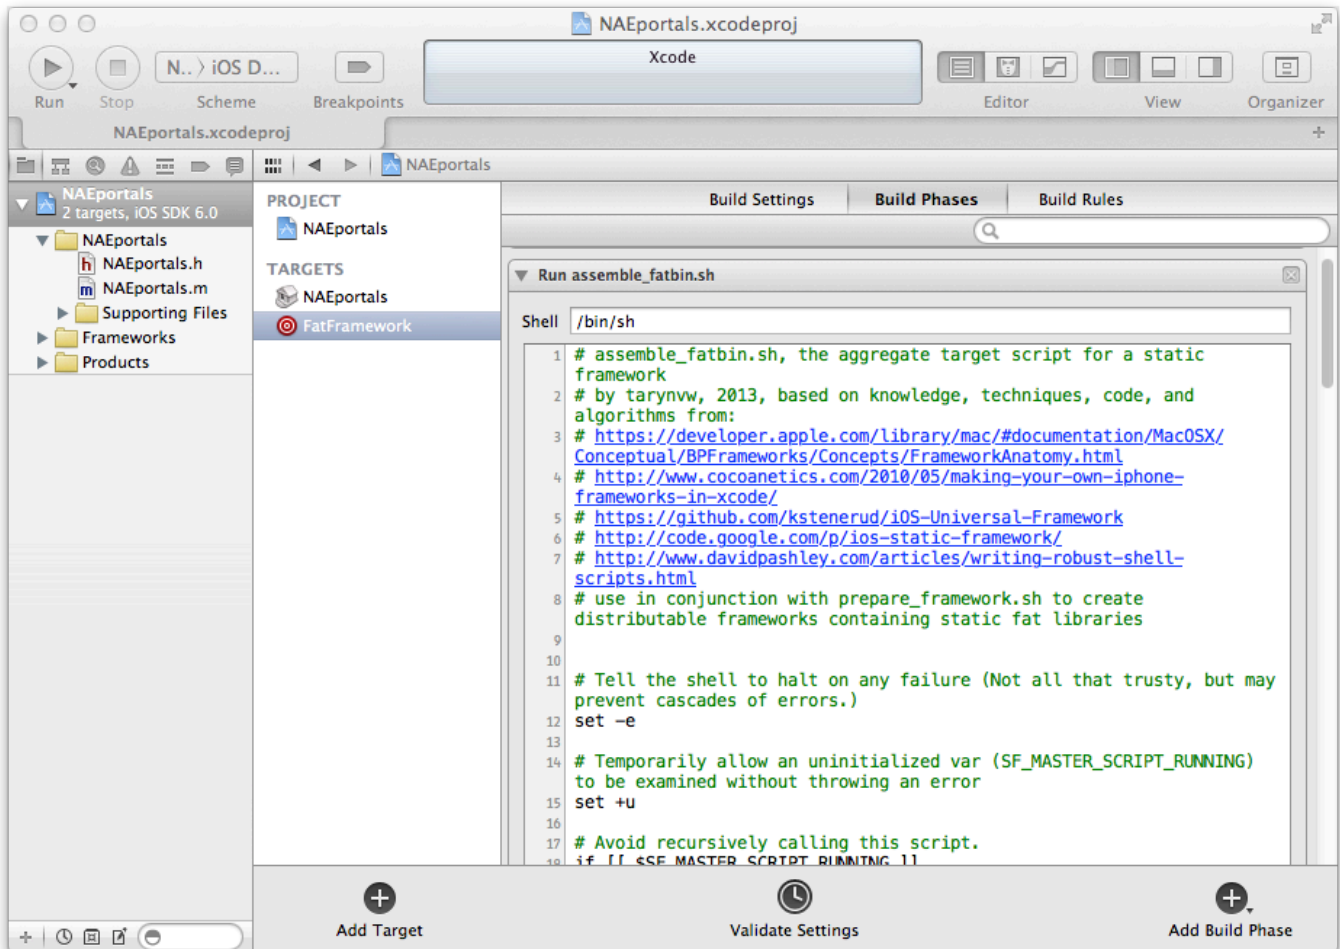 NAEportals.xcodeproj
N.. 〉 iOS D...
Xcode
Run
Stop
Scheme
Breakpoints
Editor
View
Organizer
NAEportals.xcodeproj
NAEportals
NAEportals
2 targets, iOS SDK 6.0
NAEportals
h NAEportals.h
m NAEportals.m
Supporting Files
Frameworks
Products
PROJECT
NAEportals
TARGETS
NAEportals
FatFramework
Build Settings
Build Phases
Build Rules
Run assemble_fatbin.sh
Shell /bin/sh
1 # assemble_fatbin.sh, the aggregate target script for a static
framework
2 # by tarynvw, 2013, based on knowledge, techniques, code, and
algorithms from:
3 # https://developer.apple.com/library/mac/#documentation/MacOSX/
Conceptual/BPFrameworks/Concepts/FrameworkAnatomy.html
4 # http://www.cocoanetics.com/2010/05/making-your-own-iphone-
frameworks-in-xcode/
5 # https://github.com/kstenerud/iOS-Universal-Framework
6 # http://code.google.com/p/ios-static-framework/
7 # http://www.davidpashley.com/articles/writing-robust-shell-
scripts.html
8 # use in conjunction with prepare_framework.sh to create
distributable frameworks containing static fat libraries
9
10
11 # Tell the shell to halt on any failure (Not all that trusty, but may
prevent cascades of errors.)
12 set -e
13
14 # Temporarily allow an uninitialized var (SF_MASTER_SCRIPT_RUNNING)
to be examined without throwing an error
15 set +u
16
17 # Avoid recursively calling this script.
18 if [[ $SF_MASTER_SCRIPT_RUNNING ]]
Add Target
Validate Settings
Add Build Phase